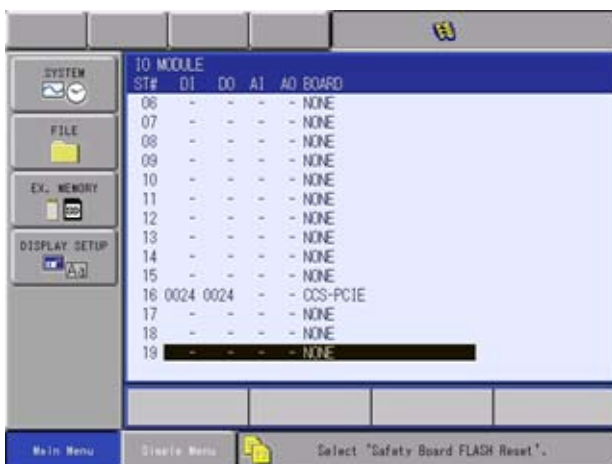 SYSTEM
FILE
EX. MEMORY
DISPLAY SETUP
IO MODULE
ST# DI DO AI AO BOARD
06 - - - - NONE
07 - - - - NONE
08 - - - - NONE
09 - - - - NONE
10 - - - - NONE
11 - - - - NONE
12 - - - - NONE
13 - - - - NONE
14 - - - - NONE
15 - - - - NONE
16 0024 0024 - - CCS-PCIE
17 - - - - NONE
18 - - - - NONE
19 - - - - NONE
Main Menu
Simple Menu
Select "Safety Board FLASH Reset".